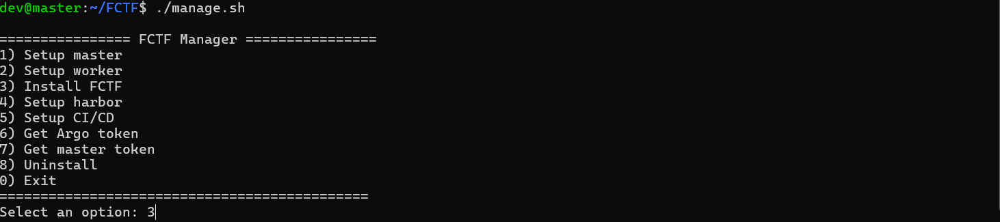 dev@master:~/FCTF$ ./manage.sh
================ FCTF Manager ================
1) Setup master
2) Setup worker
3) Install FCTF
4) Setup harbor
5) Setup CI/CD
6) Get Argo token
7) Get master token
8) Uninstall
0) Exit
=============================================
Select an option: 3